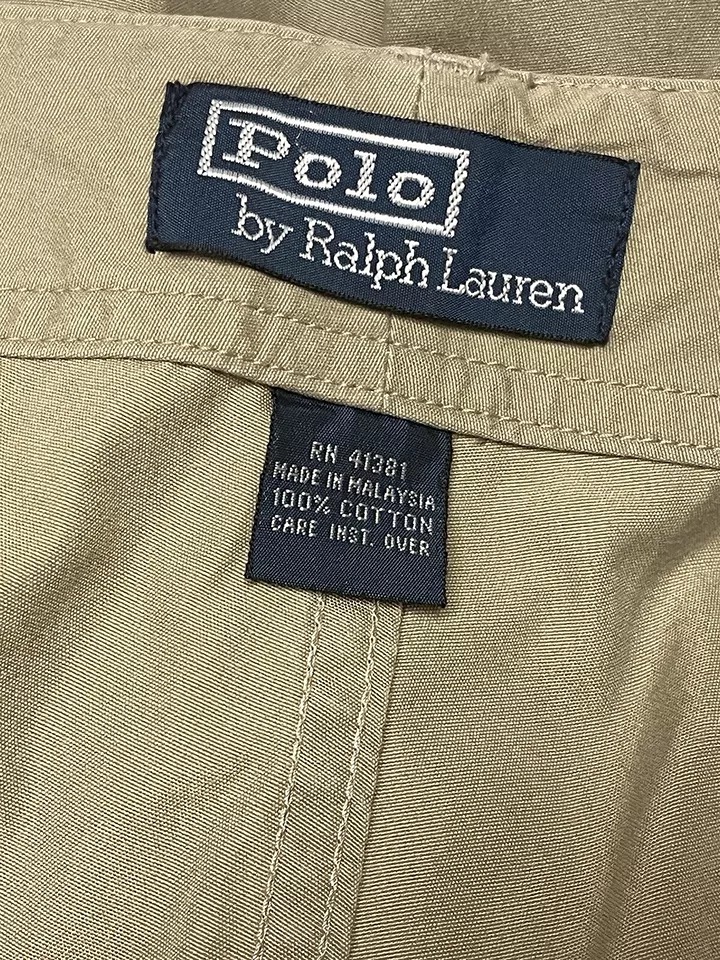 Polo
by Ralph Lauren
RN 41381
MADE IN MALAYSIA
100% COTTON
CARE INST. OVER